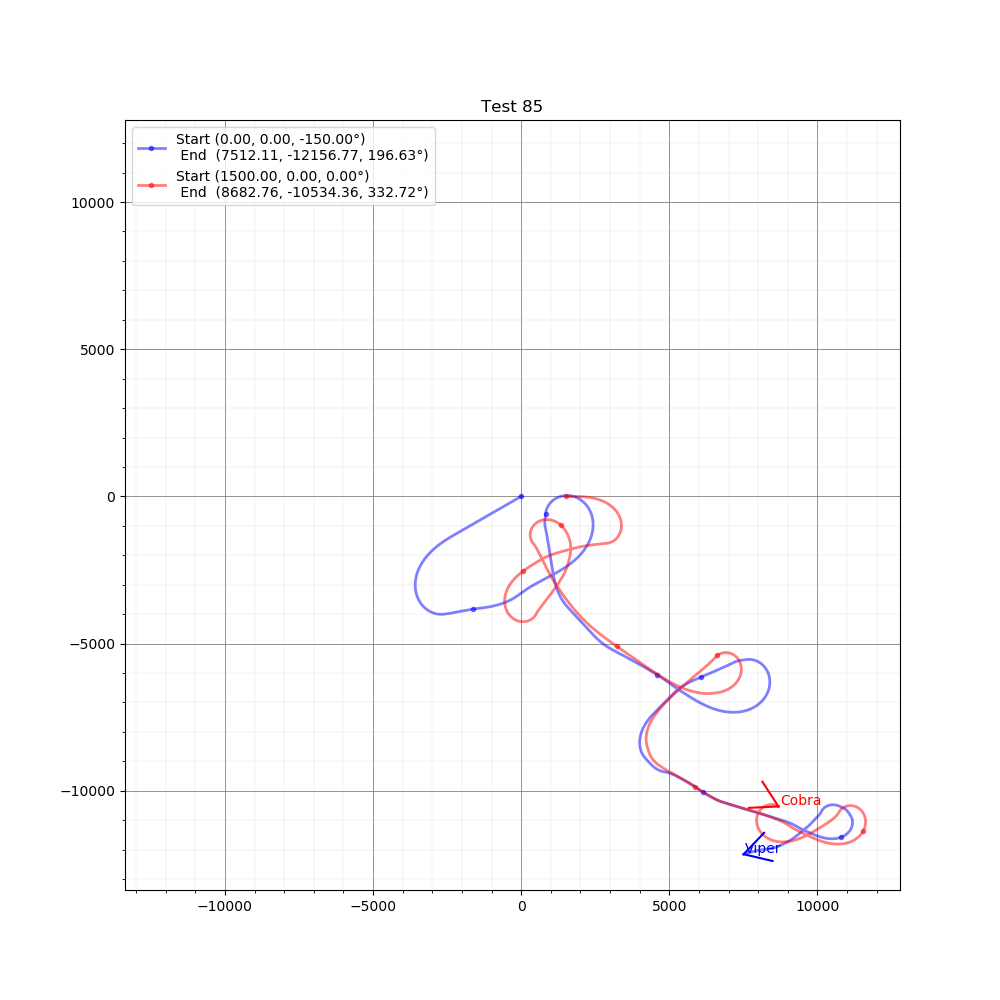 Test 85
Start (0.00, 0.00, -150.00°)
End  (7512.11, -12156.77, 196.63°)
Start (1500.00, 0.00, 0.00°)
End  (8682.76, -10534.36, 332.72°)
10000
5000
0
−5000
−10000
Cobra
Viper
−10000 −5000 0 5000 10000